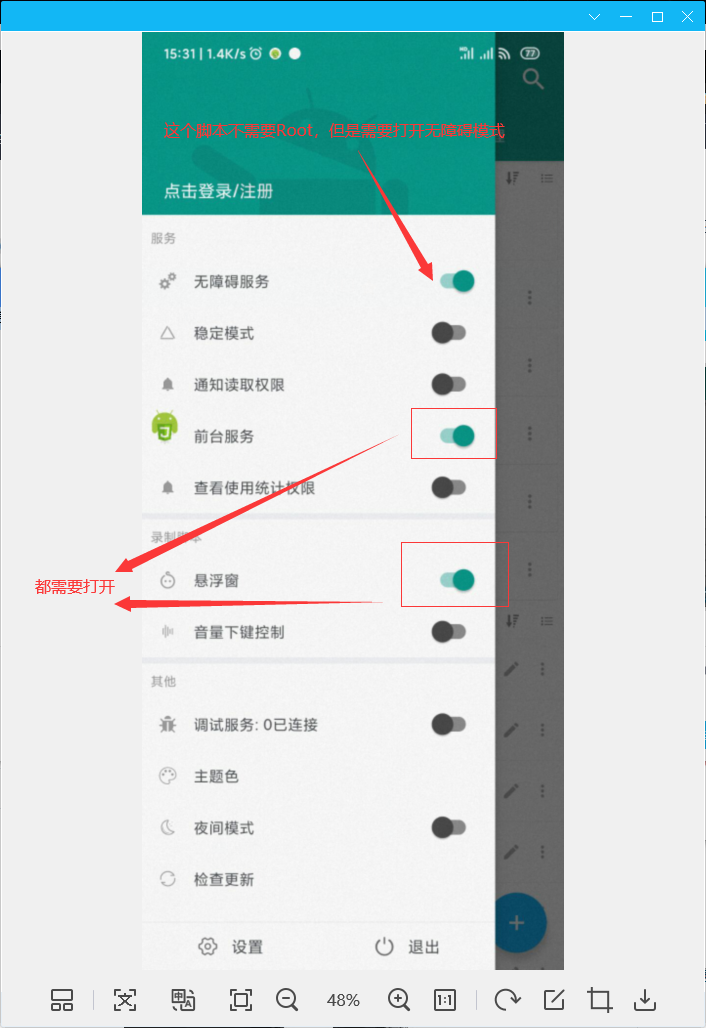 15:31 | 1.4K/s
77
这个脚本不需要Root，但是需要打开无障碍模式
点击登录/注册
服务
无障碍服务
稳定模式
通知读取权限
前台服务
查看使用统计权限
录制脚本
都需要打开
悬浮窗
音量下键控制
其他
调试服务: 0已连接
主题色
夜间模式
检查更新
设置
退出
48%
1:1